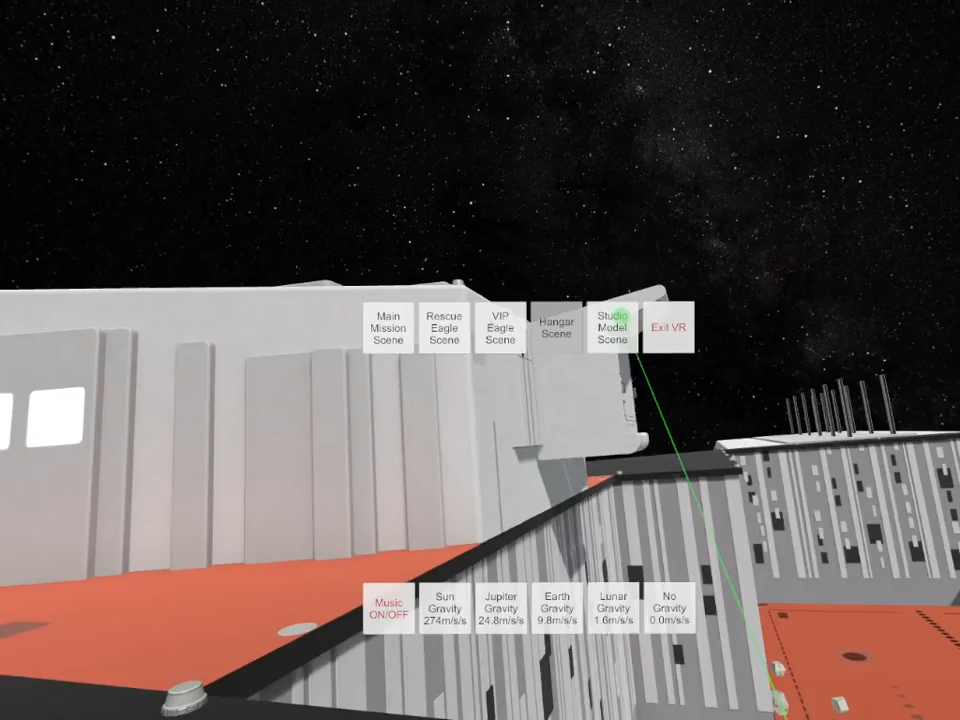 Main
Mission
Scene
Rescue
Eagle
Scene
VIP
Eagle
Scene
Hangar
Scene
Studio
Model
Scene
Exit VR
Music
ON/OFF
Sun
Gravity
274m/s/s
Jupiter
Gravity
24.8m/s/s
Earth
Gravity
9.8m/s/s
Lunar
Gravity
1.6m/s/s
No
Gravity
0.0m/s/s